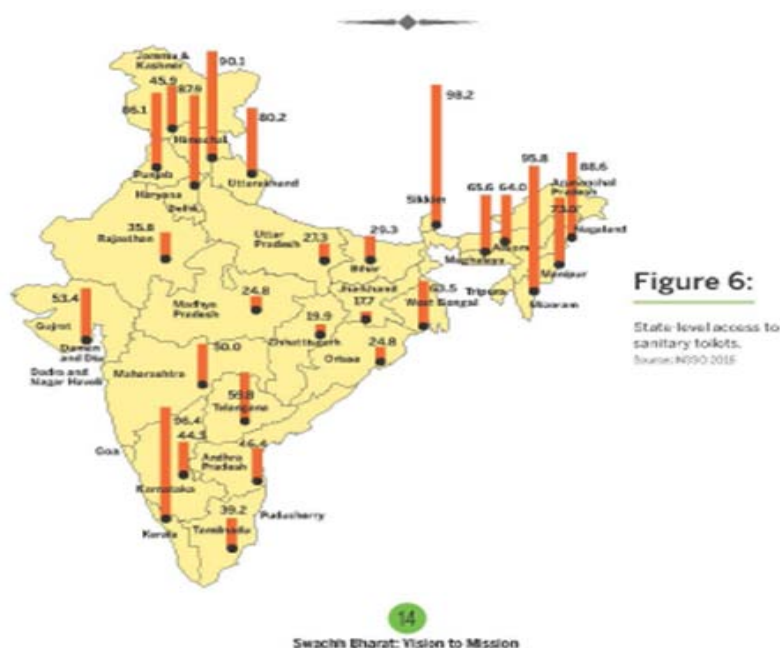 Jammu &
Kashmir
90.1
45.9
87.9
86.1
80.2
98.2
Himachal
Punjab
Uttarakhand
Haryana
Delhi
95.8
88.6
65.6
64.0
Arunachal
Pradesh
73.0
Sikkim
Nagaland
Assam
Meghalaya
Manipur
Tripura
Mizoram
35.8
Rajasthan
Uttar
Pradesh
27.3
29.3
Bihar
Jharkhand
17.7
63.5
West Bengal
53.4
Gujrat
Madhya
Pradesh
24.8
19.9
Chhattisgarh
24.8
Orissa
Damen
and Diu
Dadra and
Nagar Haveli
50.0
Maharashtra
Telangana
96.4
44.3
Goa
46.4
Andhra
Pradesh
Karnataka
39.2
Puducherry
Kerala
Tamilnadu
Figure 6:
State-level access to
sanitary toilets.
Source: NSSO 2016
14
Swachh Bharat: Vision to Mission